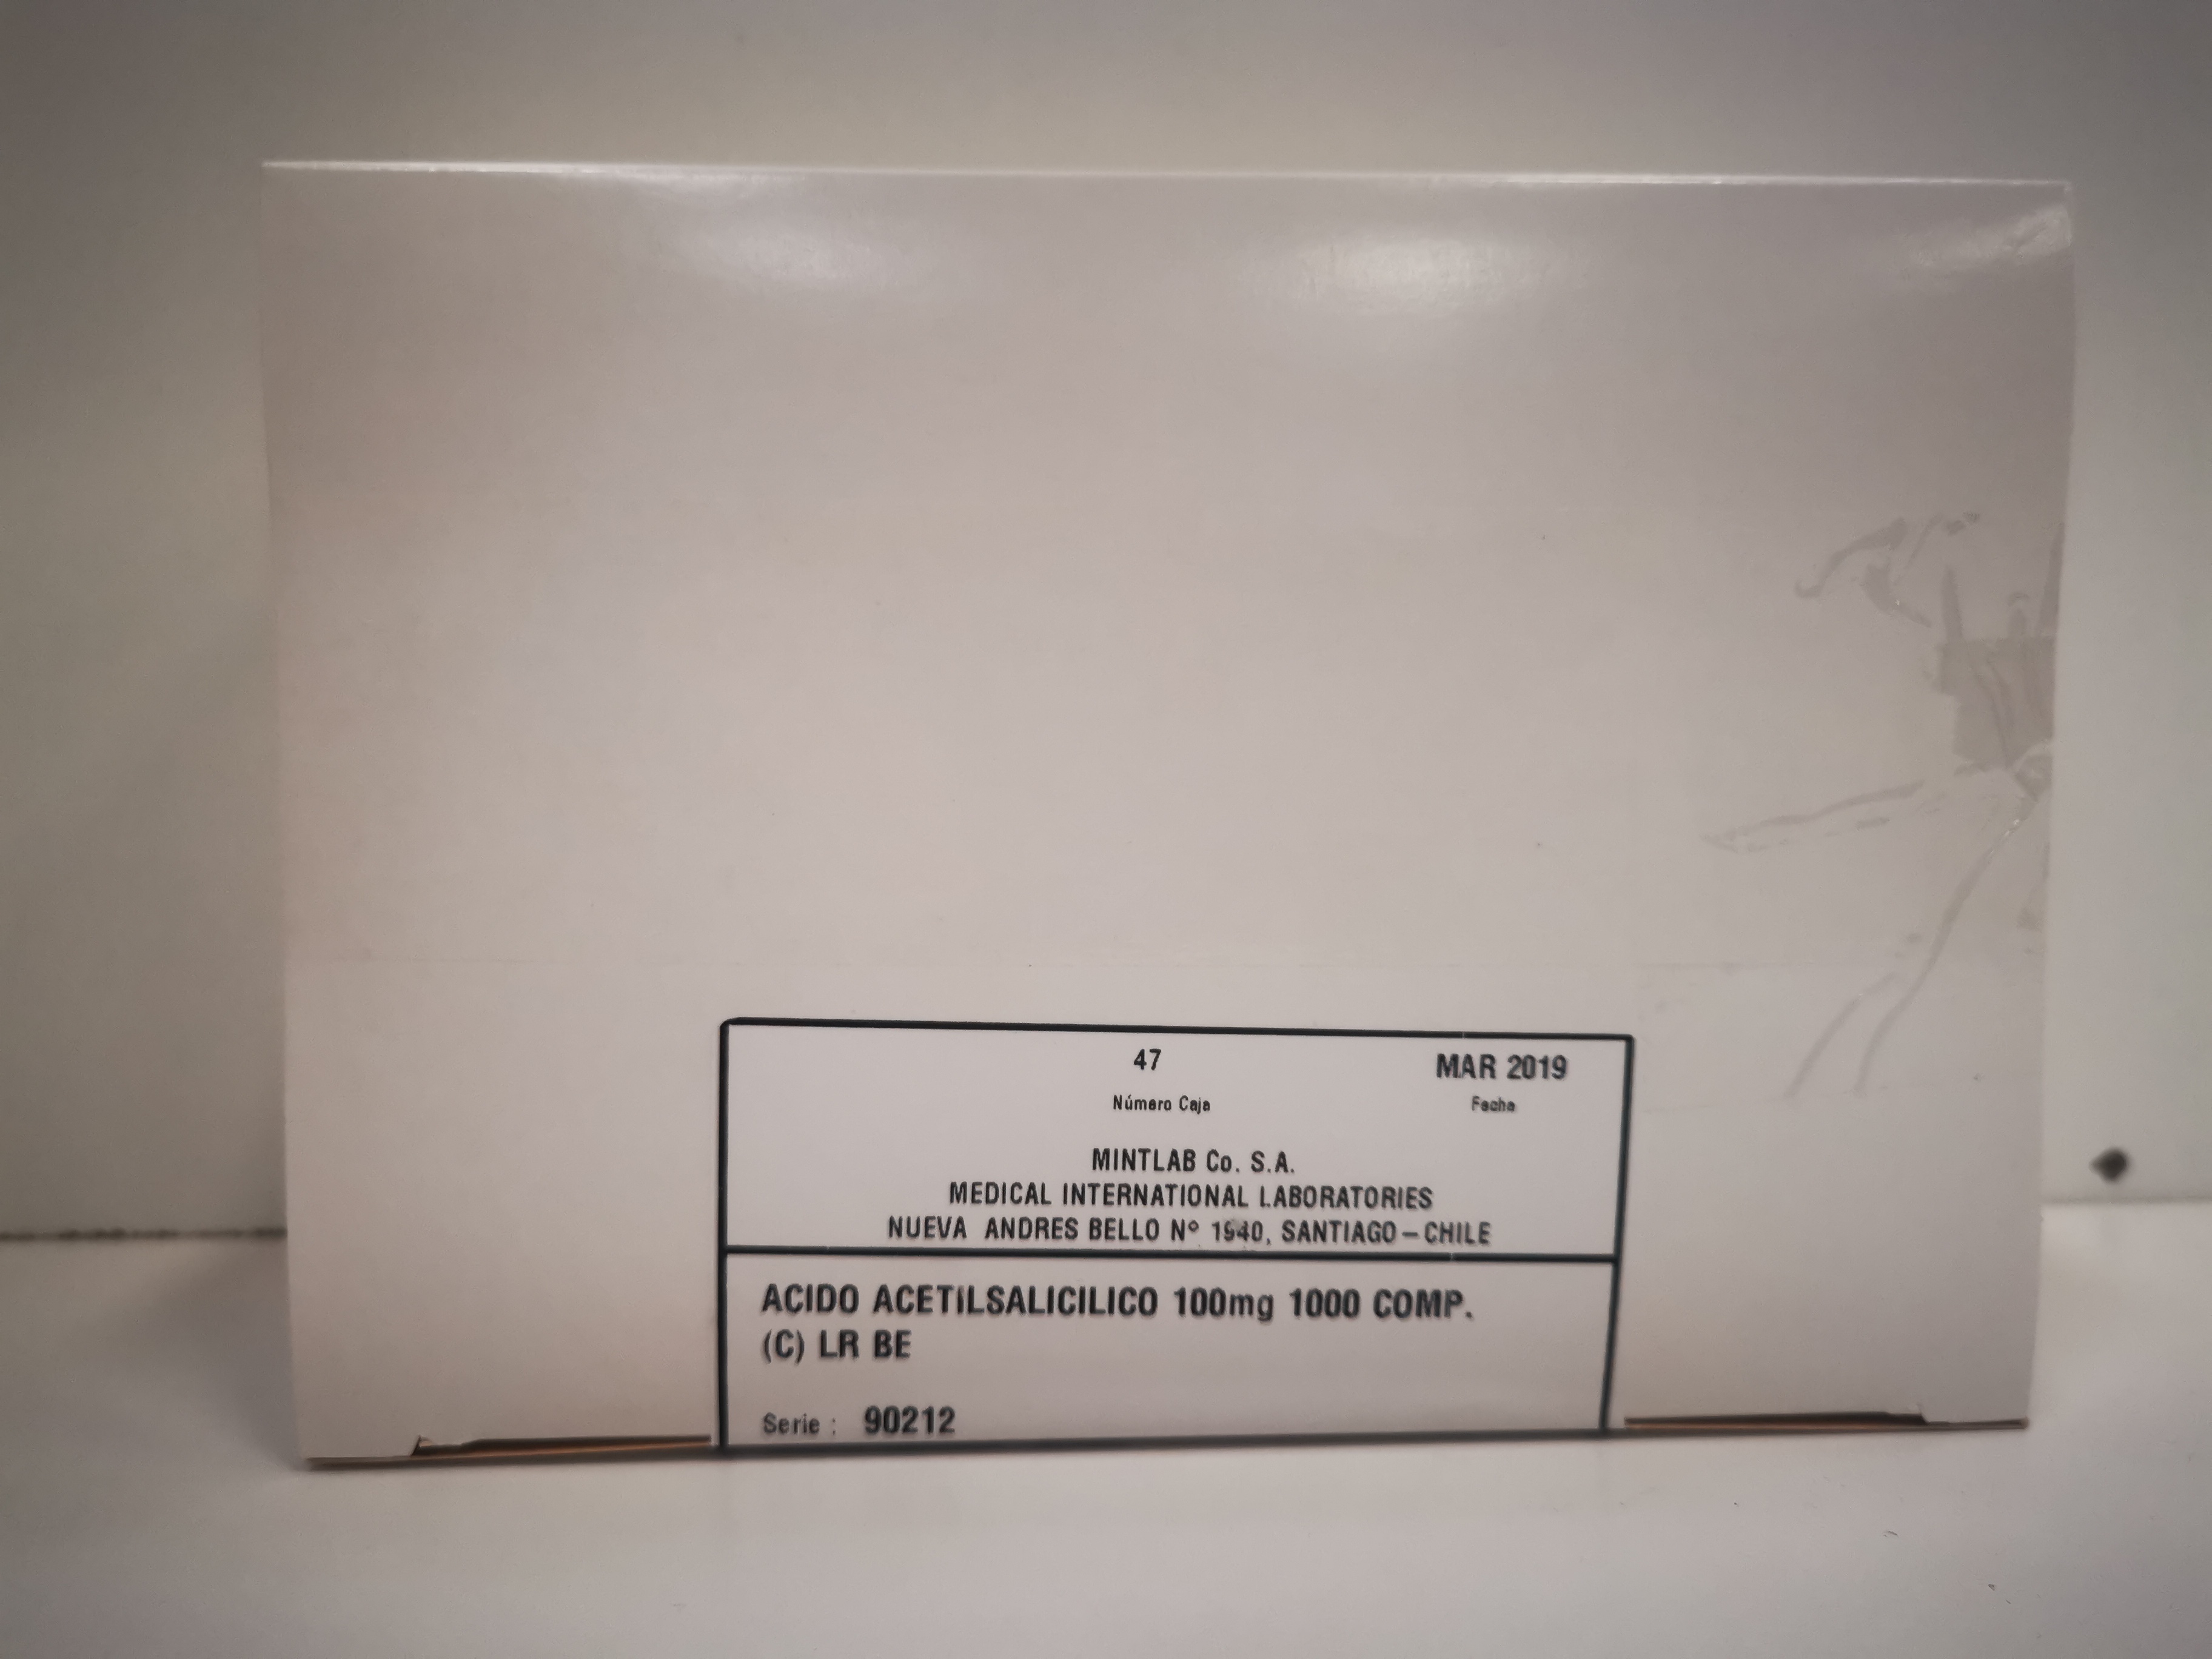 47 MAR 2019
Número Caja Fecha
MINTLAB Co. S.A.
MEDICAL INTERNATIONAL LABORATORIES
NUEVA ANDRES BELLO Nº 1940, SANTIAGO – CHILE
ACIDO ACETILSALICILICO 100mg 1000 COMP.
(C) LR BE
Serie : 90212